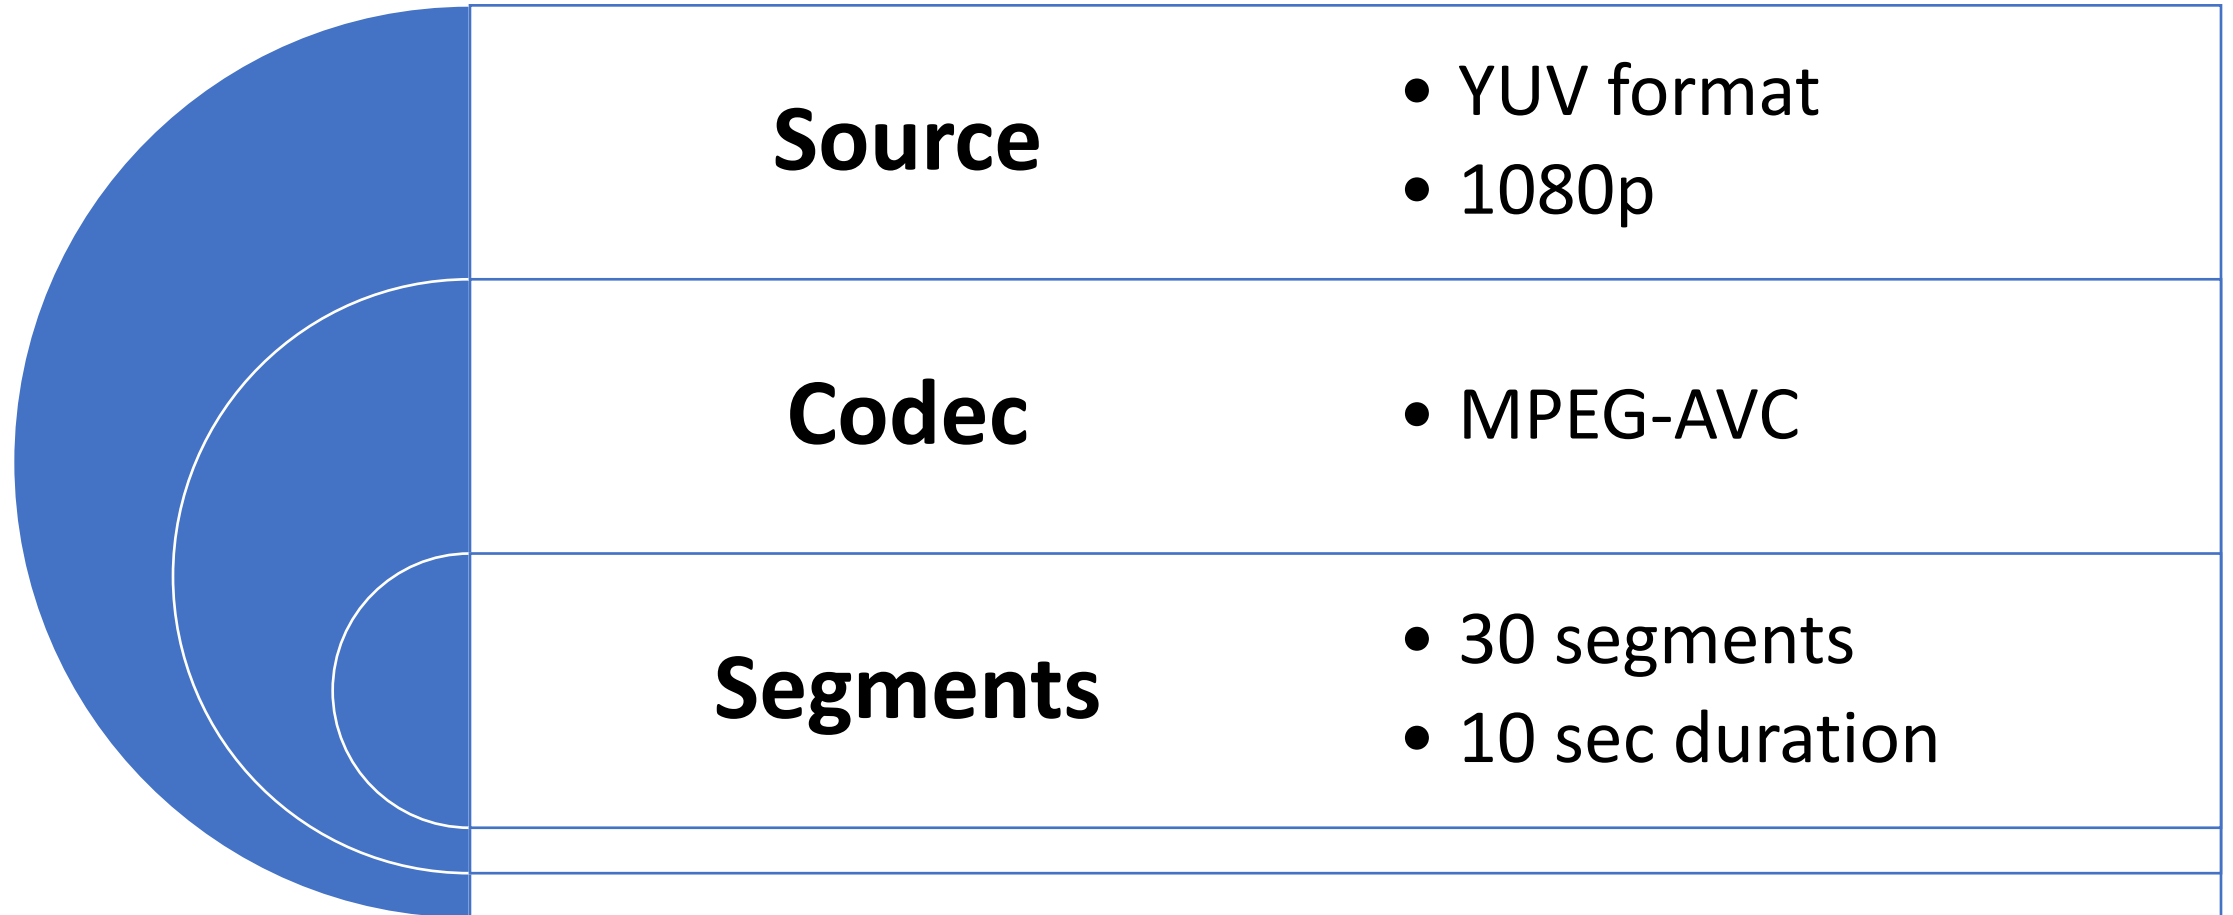 Source
• YUV format
• 1080p
Codec
• MPEG-AVC
Segments
• 30 segments
• 10 sec duration